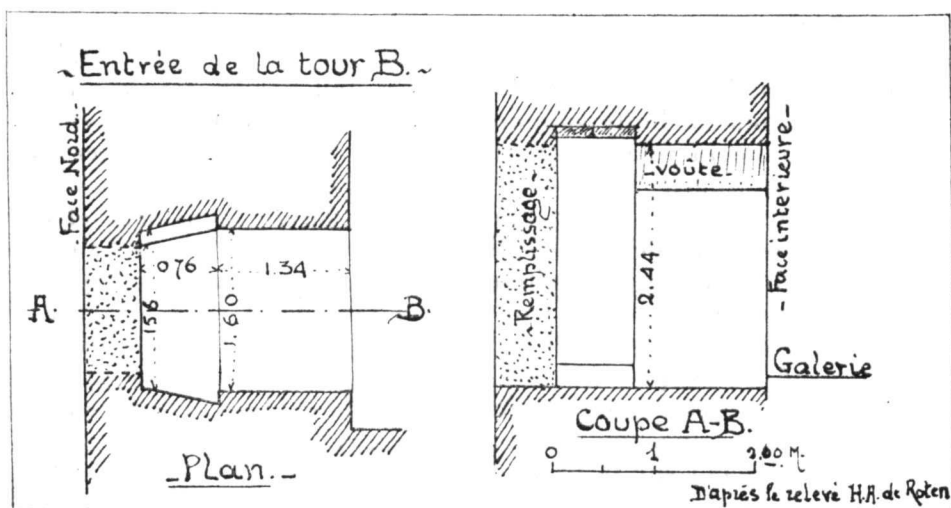 Entrée de la tour B.
Face Nord.
A. B
0 76
1.34
1 56
1.60
Plan.
Remplissage
voûte
2.44
Face interieure
Galerie
Coupe A-B.
0 1 2.00 M.
D'après le relevé H.A. de Roten